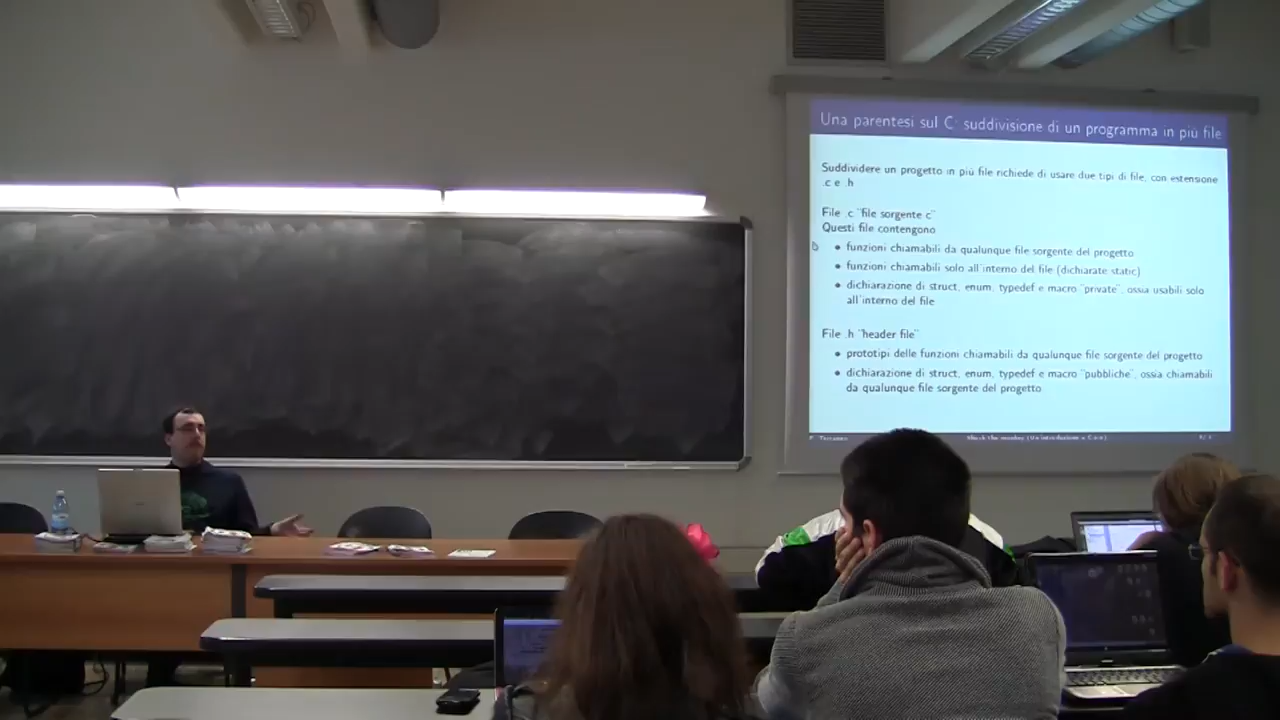 Una parentesi sul C: suddivisione di un programma in più file
Suddividere un progetto in più file richiede di usare due tipi di file, con estensione
.c e .h
File .c "file sorgente c"
Questi file contengono
• funzioni chiamabili da qualunque file sorgente del progetto
• funzioni chiamabili solo all'interno del file (dichiarate static)
• dichiarazione di struct, enum, typedef e macro "private", ossia usabili solo
all'interno del file
File .h "header file"
• prototipi delle funzioni chiamabili da qualunque file sorgente del progetto
• dichiarazione di struct, enum, typedef e macro "pubbliche", ossia chiamabili
da qualunque file sorgente del progetto